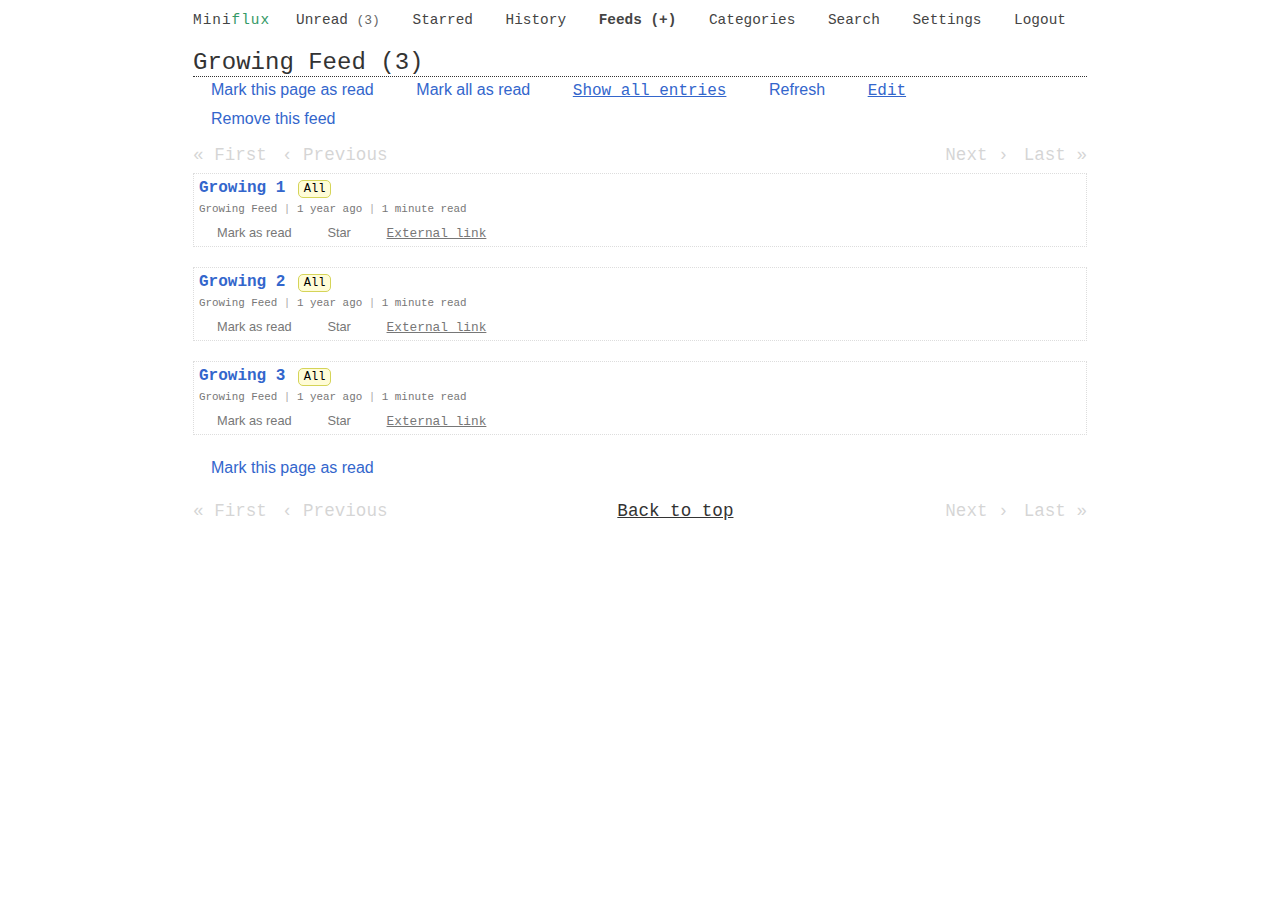 Miniflux Unread (3) Starred History Feeds (+) Categories Search Settings Logout
Growing Feed (3)
Mark this page as read Mark all as read Show all entries Refresh Edit
Remove this feed
« First ‹ Previous Next › Last »
Growing 1 All
Growing Feed | 1 year ago | 1 minute read
Mark as read Star External link
Growing 2 All
Growing Feed | 1 year ago | 1 minute read
Mark as read Star External link
Growing 3 All
Growing Feed | 1 year ago | 1 minute read
Mark as read Star External link
Mark this page as read
« First ‹ Previous Back to top Next › Last »